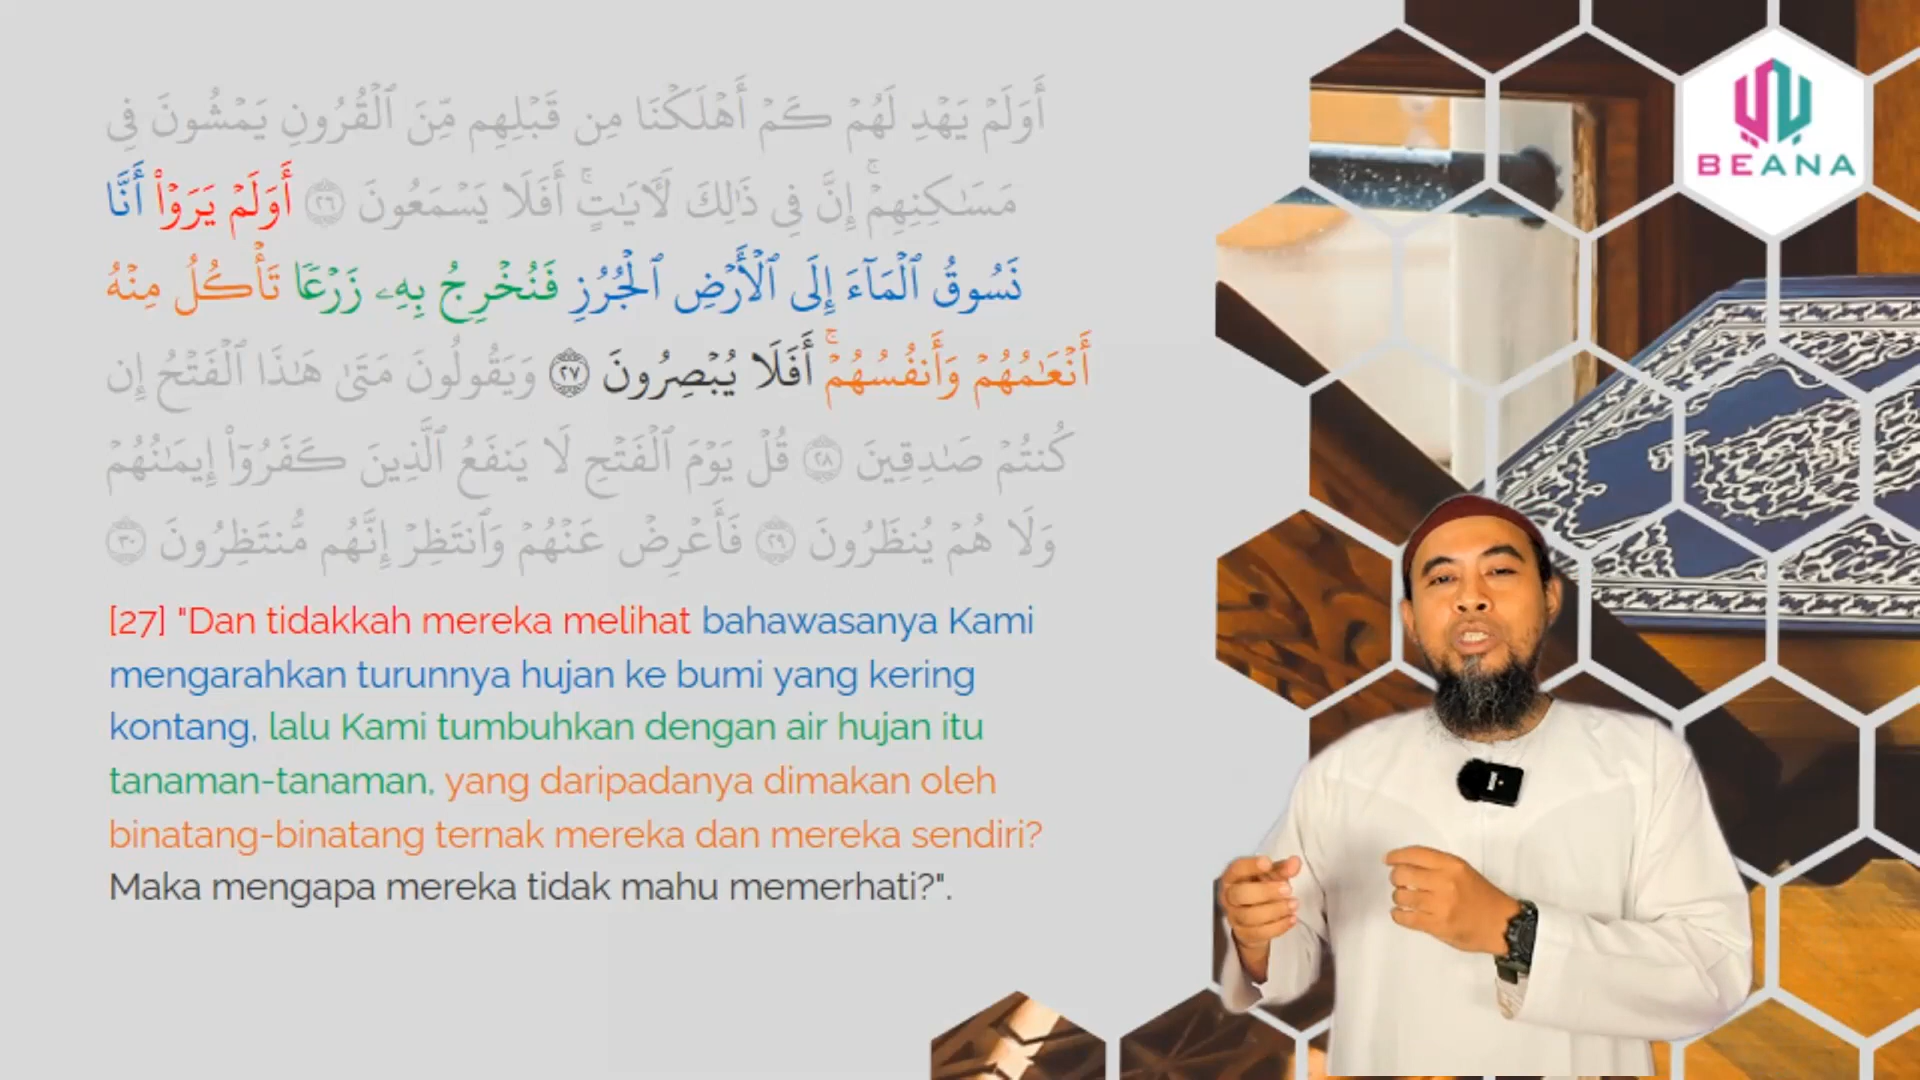 أَوَلَمۡ يَهۡدِ لَهُمۡ كَمۡ أَهۡلَكۡنَا مِن قَبۡلِهِم مِّنَ ٱلۡقُرُونِ يَمۡشُونَ فِي
مَسَٰكِنِهِمۡۚ إِنَّ فِي ذَٰلِكَ لَأٓيَٰتٍۚ أَفَلَا يَسۡمَعُونَ ٢٦ أَوَلَمۡ يَرَوۡاْ أَنَّا
نَسُوقُ ٱلۡمَآءَ إِلَى ٱلۡأَرۡضِ ٱلۡجُرُزِ فَنُخۡرِجُ بِهِۦ زَرۡعٗا تَأۡكُلُ مِنۡهُ
أَنۡعَٰمُهُمۡ وَأَنفُسُهُمۡۚ أَفَلَا يُبۡصِرُونَ ٢٧ وَيَقُولُونَ مَتَىٰ هَٰذَا ٱلۡفَتۡحُ إِن
كُنتُمۡ صَٰدِقِينَ ٢٨ قُلۡ يَوۡمَ ٱلۡفَتۡحِ لَا يَنفَعُ ٱلَّذِينَ كَفَرُوٓاْ إِيمَٰنُهُمۡ
وَلَا هُمۡ يُنظَرُونَ ٢٩ فَأَعۡرِضۡ عَنۡهُمۡ وَٱنتَظِرۡ إِنَّهُم مُّنتَظِرُونَ ٣٠
[27] "Dan tidakkah mereka melihat bahawasanya Kami
mengarahkan turunnya hujan ke bumi yang kering
kontang, lalu Kami tumbuhkan dengan air hujan itu
tanaman-tanaman, yang daripadanya dimakan oleh
binatang-binatang ternak mereka dan mereka sendiri?
Maka mengapa mereka tidak mahu memerhati?".
BEANA